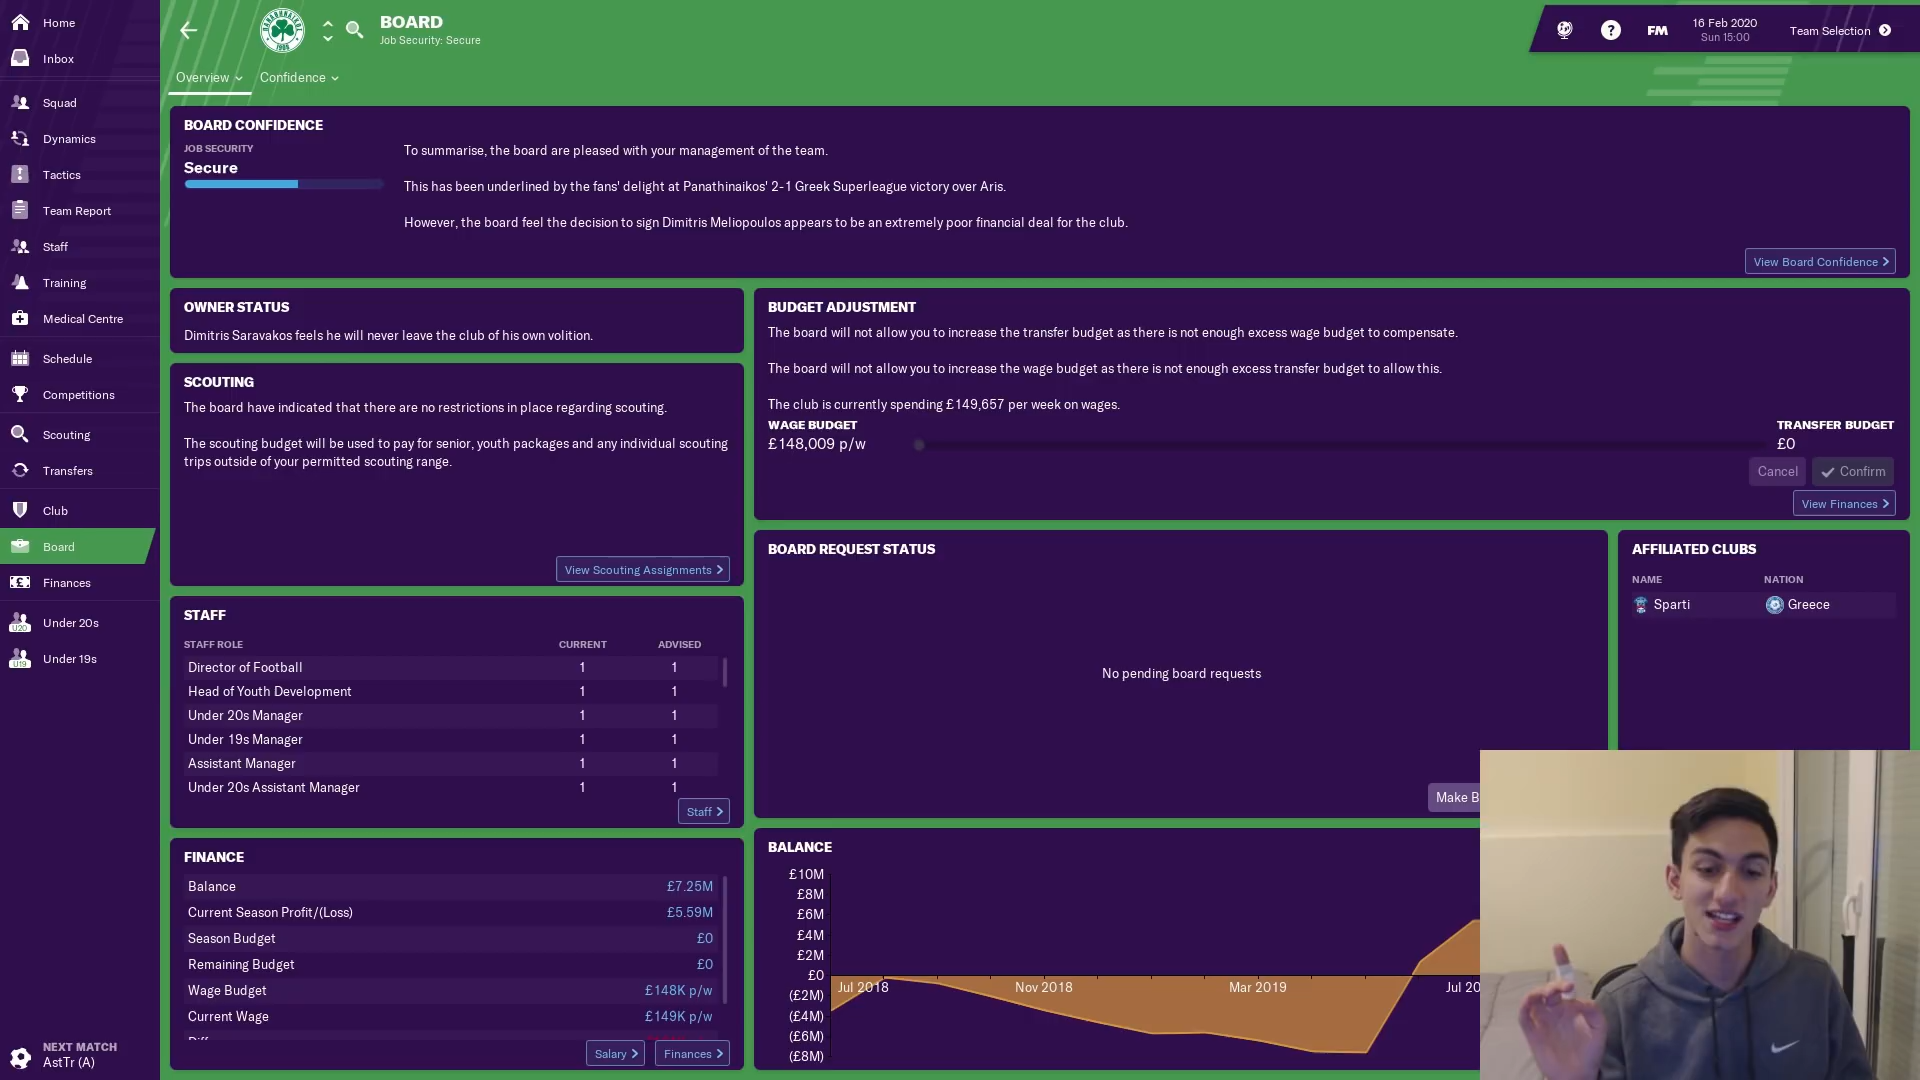 Home
Inbox
Squad
Dynamics
Tactics
Team Report
Staff
Training
Medical Centre
Schedule
Competitions
Scouting
Transfers
Club
Board
Finances
U20
Under 20s
U19
Under 19s
NEXT MATCH
AstTr (A)
BOARD
Job Security: Secure
FM
16 Feb 2020
Sun 15:00
Team Selection
Overview
Confidence
BOARD CONFIDENCE
JOB SECURITY
Secure
To summarise, the board are pleased with your management of the team.
This has been underlined by the fans' delight at Panathinaikos' 2-1 Greek Superleague victory over Aris.
However, the board feel the decision to sign Dimitris Meliopoulos appears to be an extremely poor financial deal for the club.
View Board Confidence
OWNER STATUS
Dimitris Saravakos feels he will never leave the club of his own volition.
SCOUTING
The board have indicated that there are no restrictions in place regarding scouting.
The scouting budget will be used to pay for senior, youth packages and any individual scouting
trips outside of your permitted scouting range.
View Scouting Assignments
STAFF
STAFF ROLE CURRENT ADVISED
Director of Football 1 1
Head of Youth Development 1 1
Under 20s Manager 1 1
Under 19s Manager 1 1
Assistant Manager 1 1
Under 20s Assistant Manager 1 1
Staff
FINANCE
Balance £7.25M
Current Season Profit/(Loss) £5.59M
Season Budget £0
Remaining Budget £0
Wage Budget £148K p/w
Current Wage £149K p/w
Salary
Finances
BUDGET ADJUSTMENT
The board will not allow you to increase the transfer budget as there is not enough excess wage budget to compensate.
The board will not allow you to increase the wage budget as there is not enough excess transfer budget to allow this.
The club is currently spending £149,657 per week on wages.
WAGE BUDGET
£148,009 p/w
TRANSFER BUDGET
£0
Cancel
Confirm
View Finances
BOARD REQUEST STATUS
No pending board requests
Make B
AFFILIATED CLUBS
NAME NATION
Sparti Greece
BALANCE
£10M
£8M
£6M
£4M
£2M
£0
(£2M)
(£4M)
(£6M)
(£8M)
Jul 2018
Nov 2018
Mar 2019
Jul 20